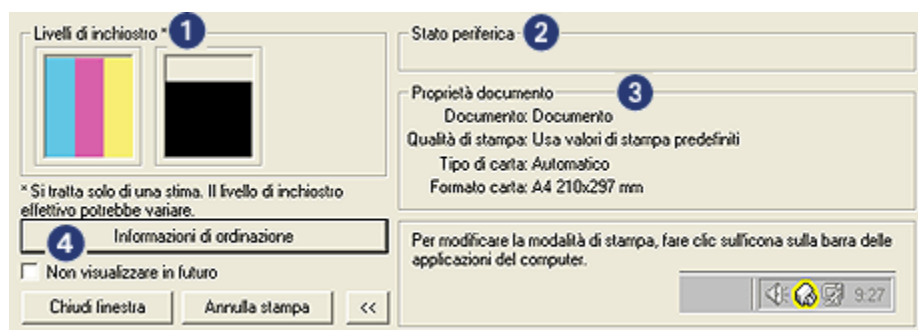 Livelli di inchiostro *
1
* Si tratta solo di una stima. Il livello di inchiostro
effettivo potrebbe variare.
4
Informazioni di ordinazione
Non visualizzare in futuro
Chiudi finestra
Annulla stampa
<<
Stato periferica
2
Proprietà documento
3
Documento: Documento
Qualità di stampa: Usa valori di stampa predefiniti
Tipo di carta: Automatico
Formato carta: A4 210x297 mm
Per modificare la modalità di stampa, fare clic sull'icona sulla barra delle
applicazioni del computer.
9:27